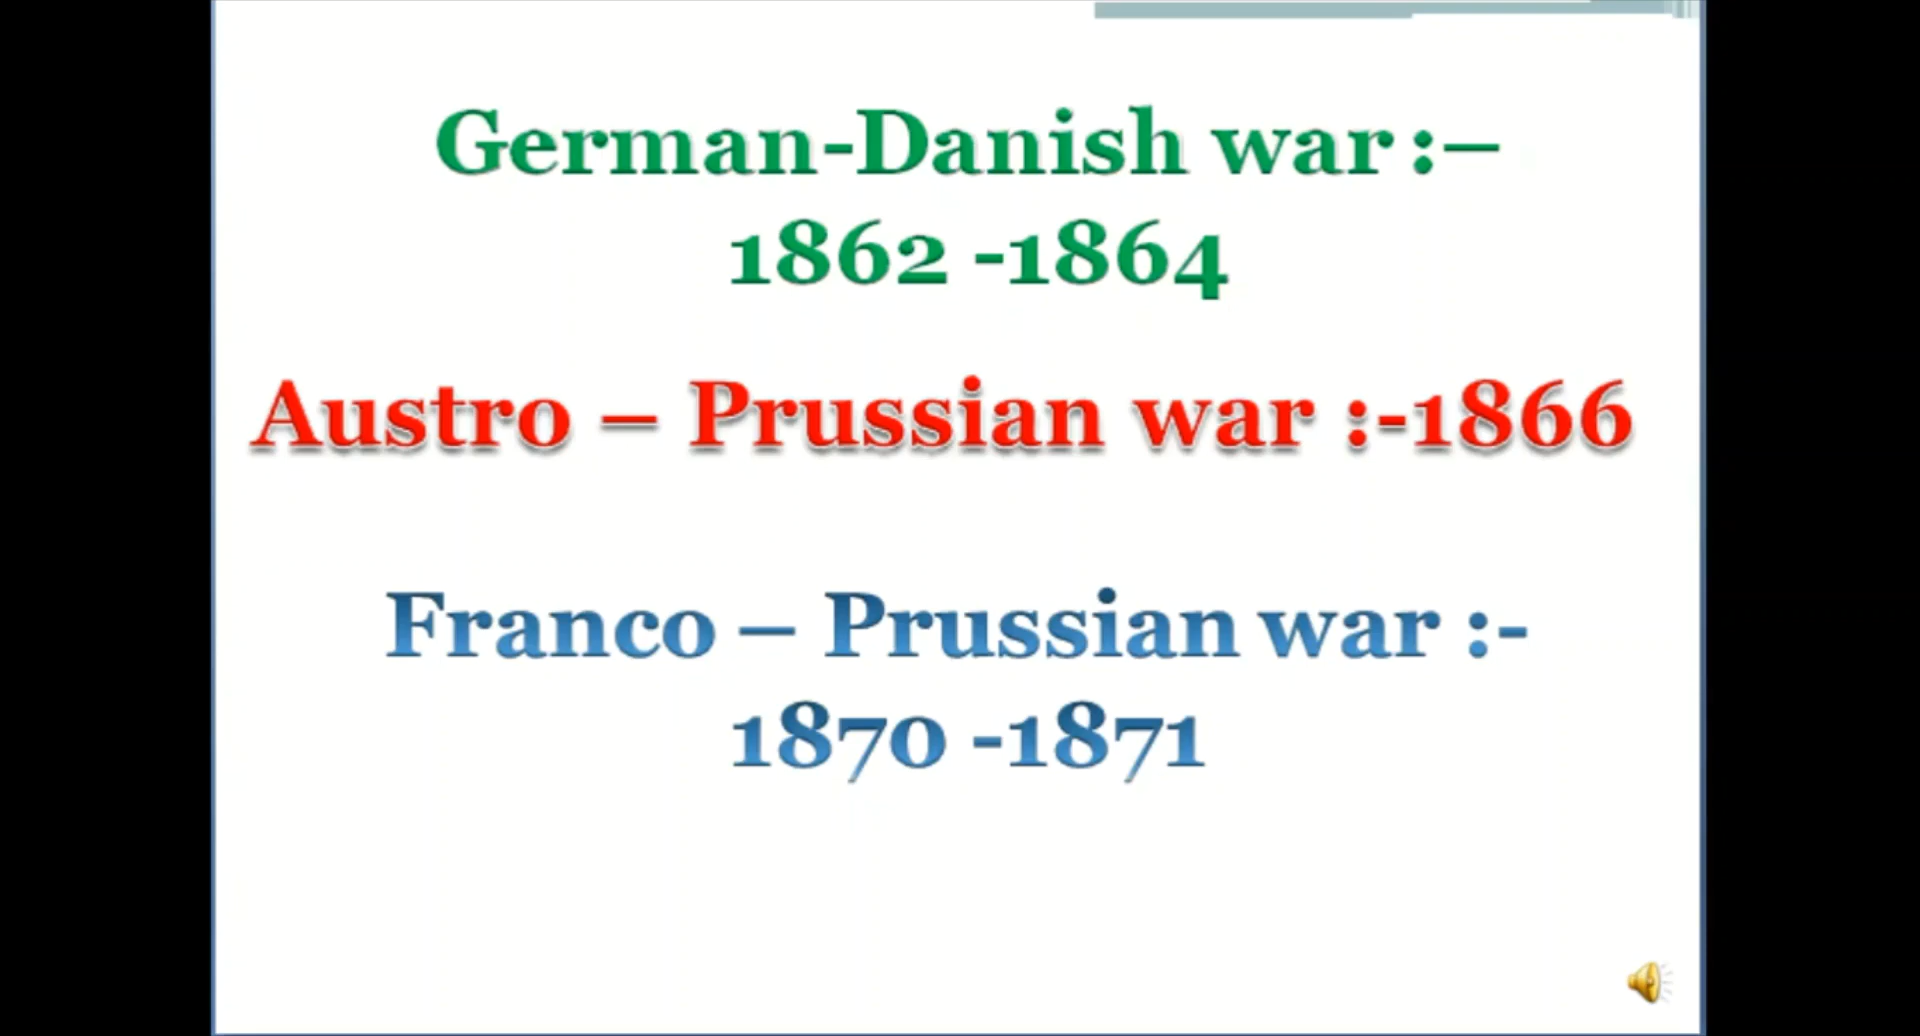 German-Danish war :–
1862 -1864
Austro – Prussian war :-1866
Franco – Prussian war :-
1870 -1871